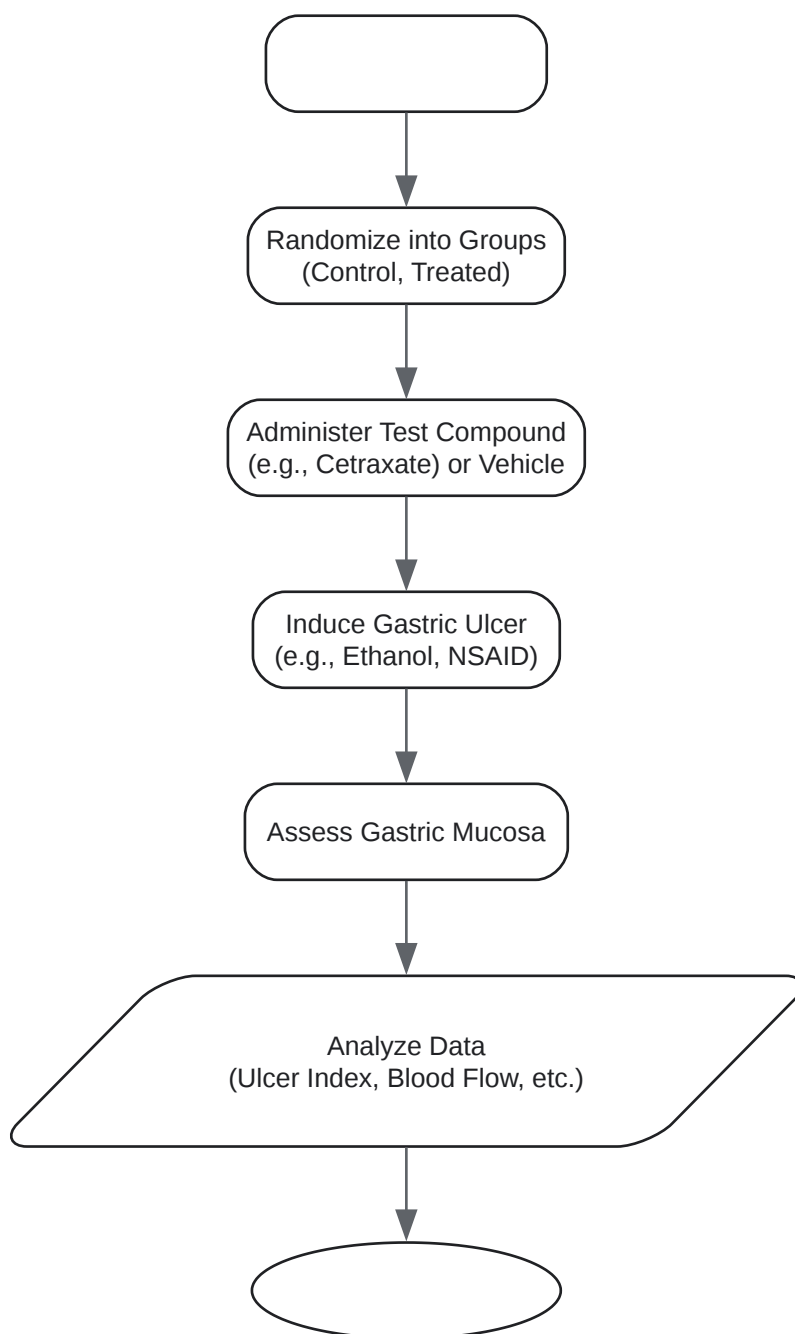 Randomize into Groups
(Control, Treated)
Administer Test Compound
(e.g., Cetraxate) or Vehicle
Induce Gastric Ulcer
(e.g., Ethanol, NSAID)
Assess Gastric Mucosa
Analyze Data
(Ulcer Index, Blood Flow, etc.)